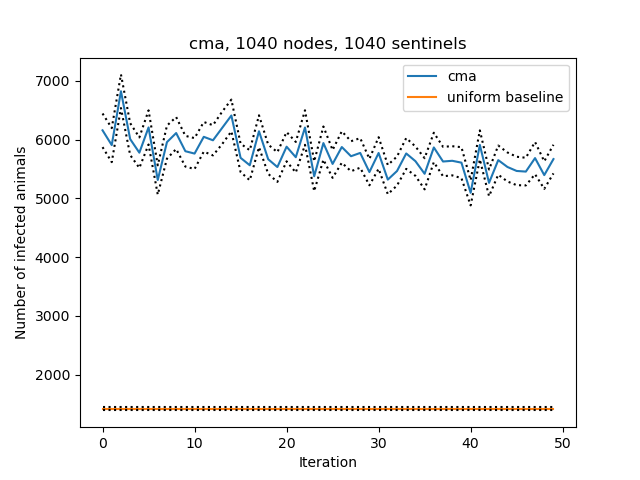 cma, 1040 nodes, 1040 sentinels
cma
uniform baseline
7000
6000
5000
4000
3000
2000
Number of infected animals
0 10 20 30 40 50
Iteration